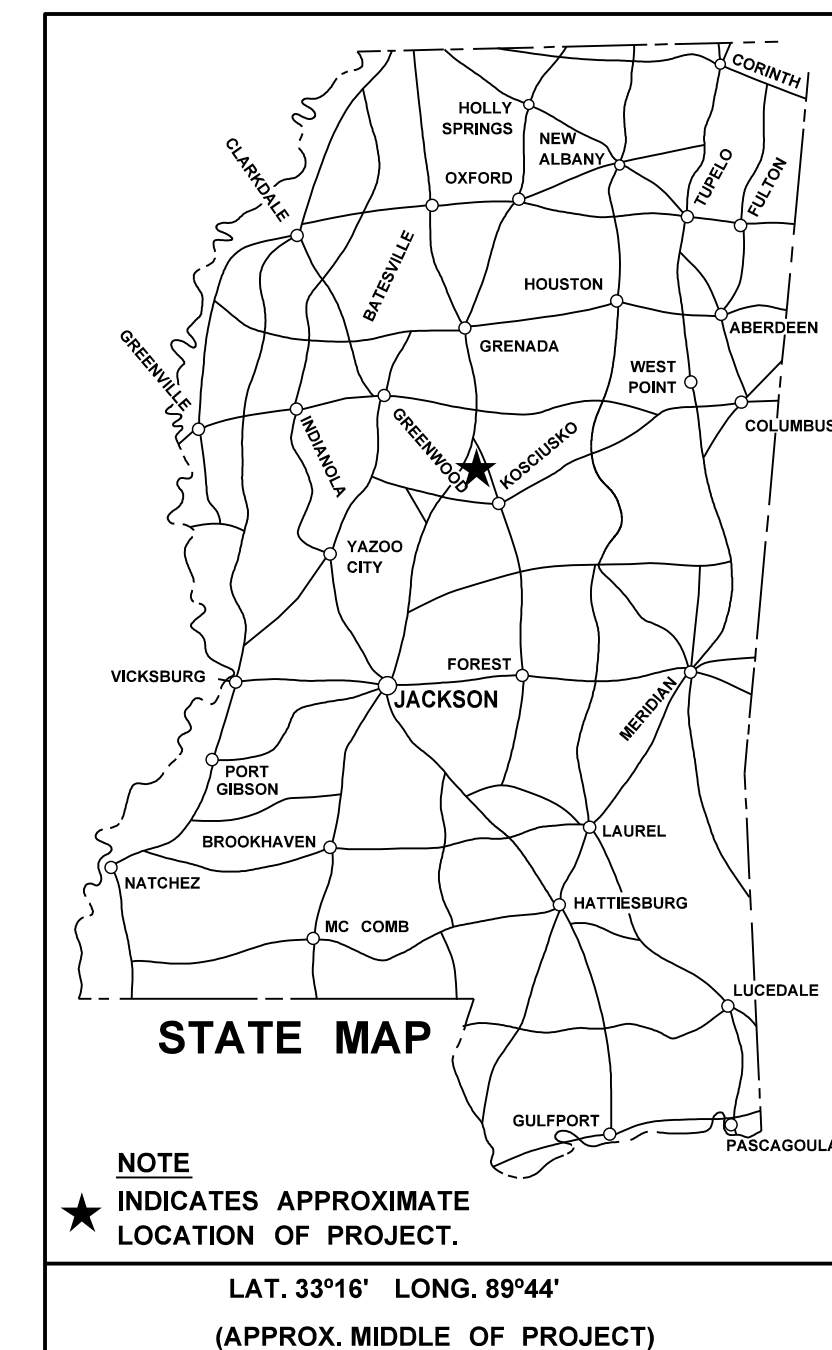 CORINTH
HOLLY
SPRINGS
NEW
ALBANY
CLARKDALE
OXFORD
TUPELO
FULTON
BATESVILLE
HOUSTON
ABERDEEN
GRENADA
GREENVILLE
WEST
POINT
COLUMBUS
INDIANOLA
GREENWOOD
KOSCIUSKO
YAZOO
CITY
VICKSBURG
FOREST
JACKSON
MERIDIAN
PORT
GIBSON
LAUREL
BROOKHAVEN
NATCHEZ
HATTIESBURG
MC COMB
LUCEDALE
STATE MAP
GULFPORT
PASCAGOULA
NOTE
INDICATES APPROXIMATE
LOCATION OF PROJECT.
LAT. 33º16' LONG. 89º44'
(APPROX. MIDDLE OF PROJECT)